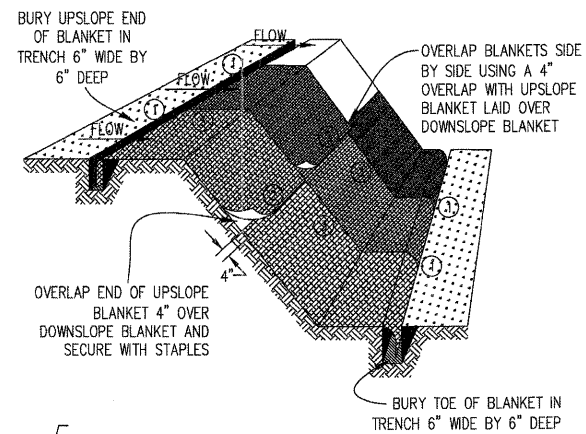 BURY UPSLOPE END
OF BLANKET IN
TRENCH 6" WIDE BY
6" DEEP
FLOW
FLOW
FLOW
OVERLAP BLANKETS SIDE
BY SIDE USING A 4"
OVERLAP WITH UPSLOPE
BLANKET LAID OVER
DOWNSLOPE BLANKET
4"
OVERLAP END OF UPSLOPE
BLANKET 4" OVER
DOWNSLOPE BLANKET AND
SECURE WITH STAPLES
BURY TOE OF BLANKET IN
TRENCH 6" WIDE BY 6" DEEP